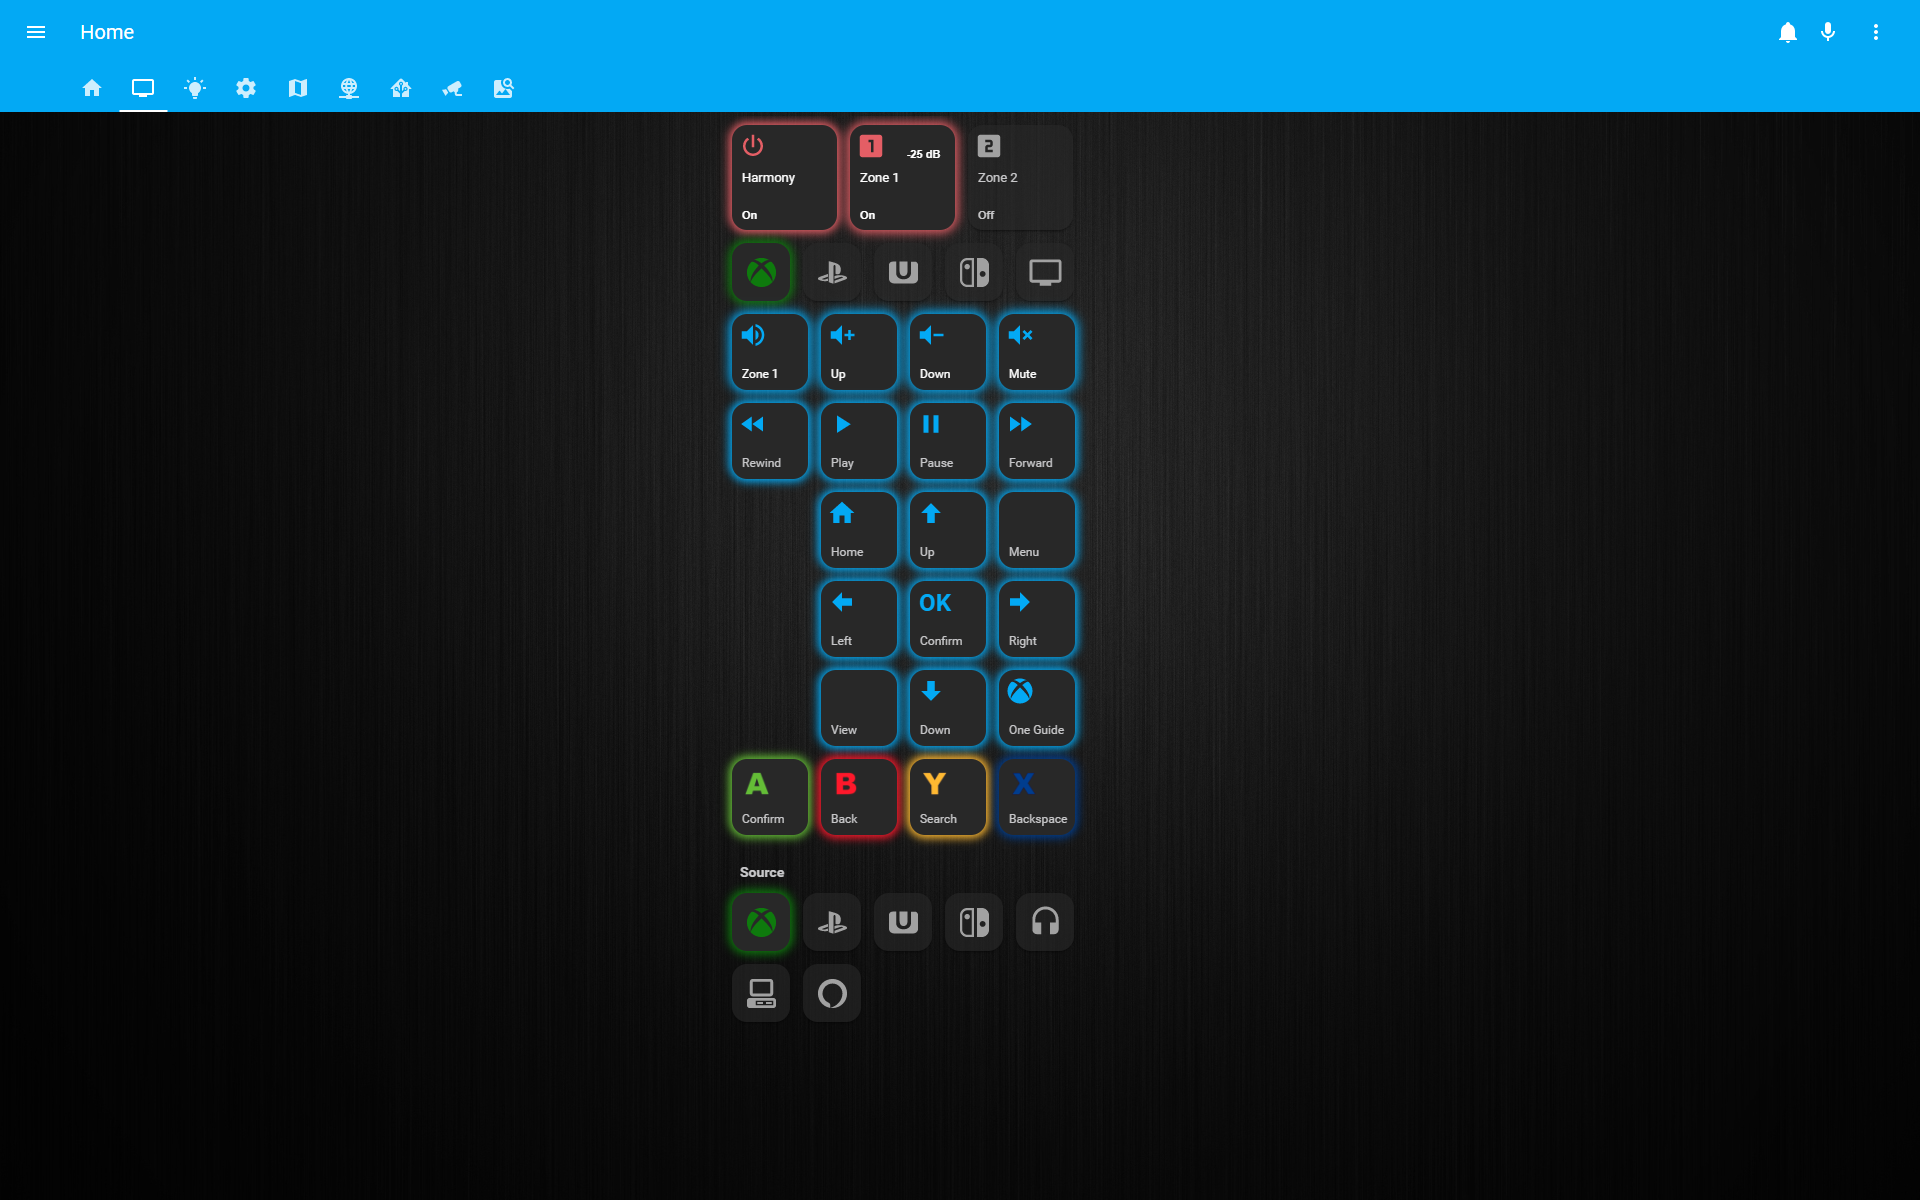 Home
1 -25 dB 2
Harmony Zone 1 Zone 2
On On Off
U
Zone 1 Up Down Mute
Rewind Play Pause Forward
Home Up Menu
OK
Left Confirm Right
View Down One Guide
A B Y X
Confirm Back Search Backspace
Source
U